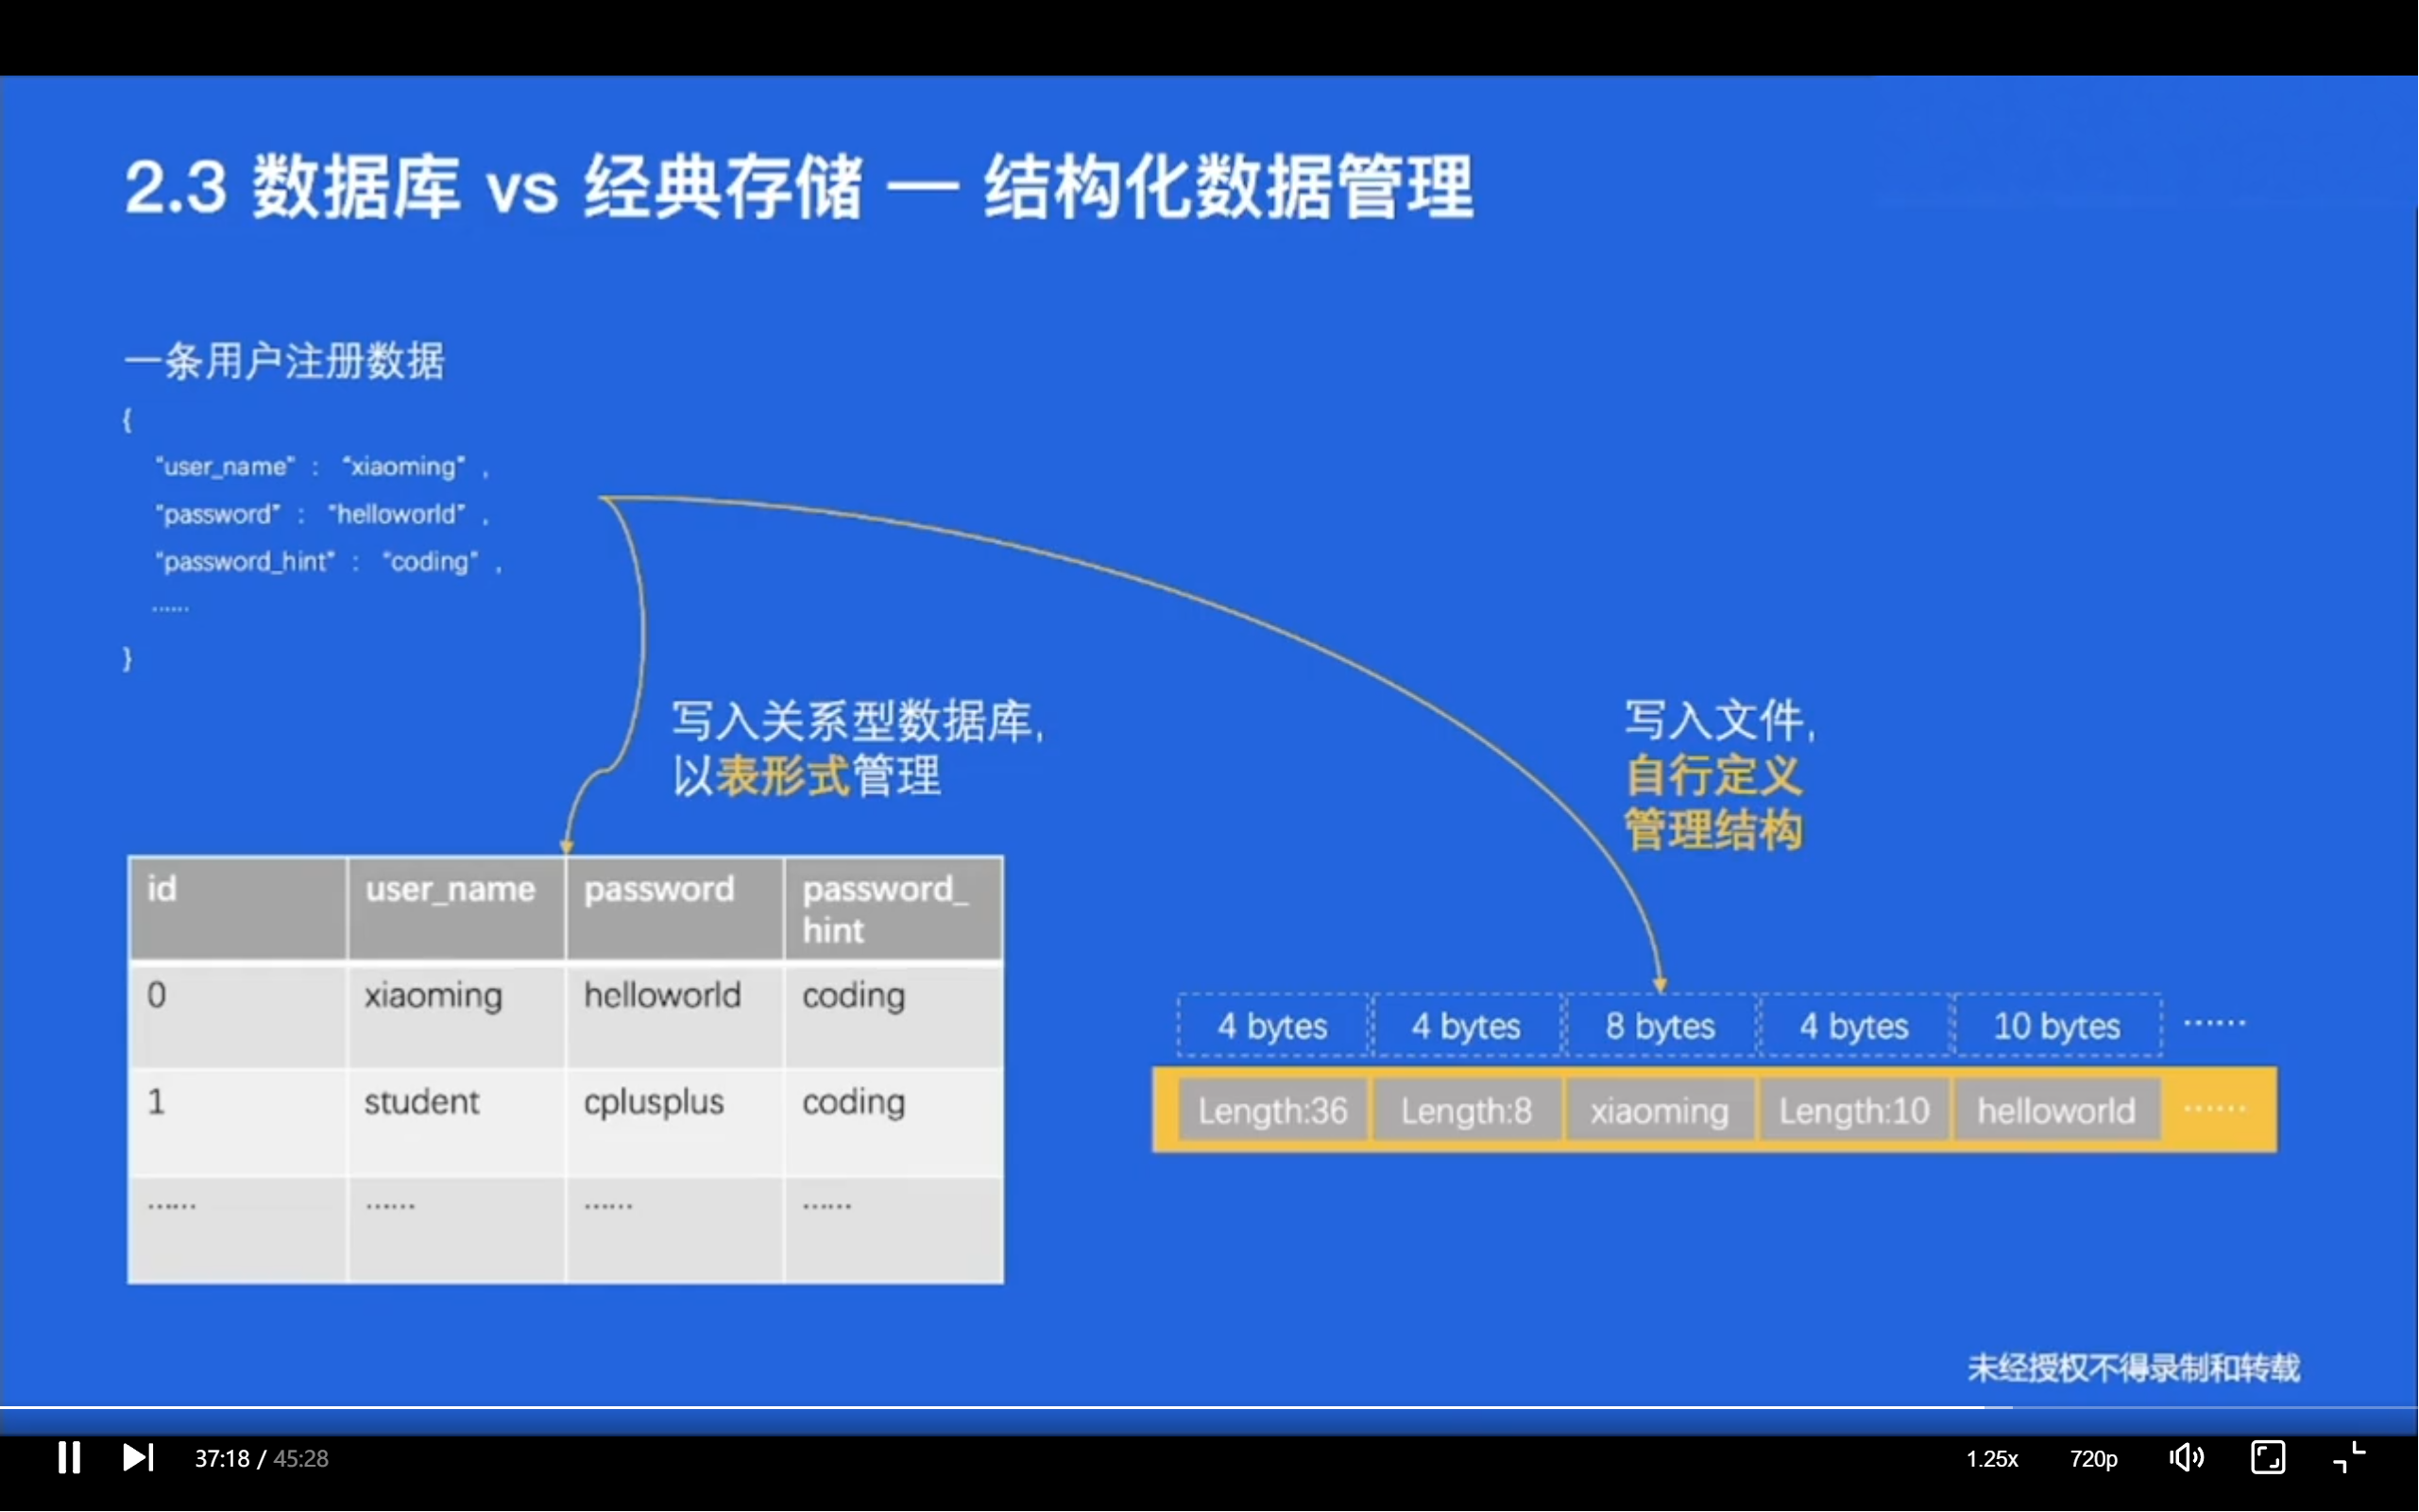 2.3 数据库 vs 经典存储 — 结构化数据管理
一条用户注册数据
{
“user_name” : “xiaoming” ,
“password” : “helloworld” ,
“password_hint” : “coding” ,
……
}
写入关系型数据库,
以表形式管理
写入文件,
自行定义
管理结构
id user_name password password_
hint
0 xiaoming helloworld coding
1 student cplusplus coding
…… …… …… ……
4 bytes 4 bytes 8 bytes 4 bytes 10 bytes ……
Length:36 Length:8 xiaoming Length:10 helloworld ……
未经授权不得录制和转载
37:18 / 45:28 1.25x 720p